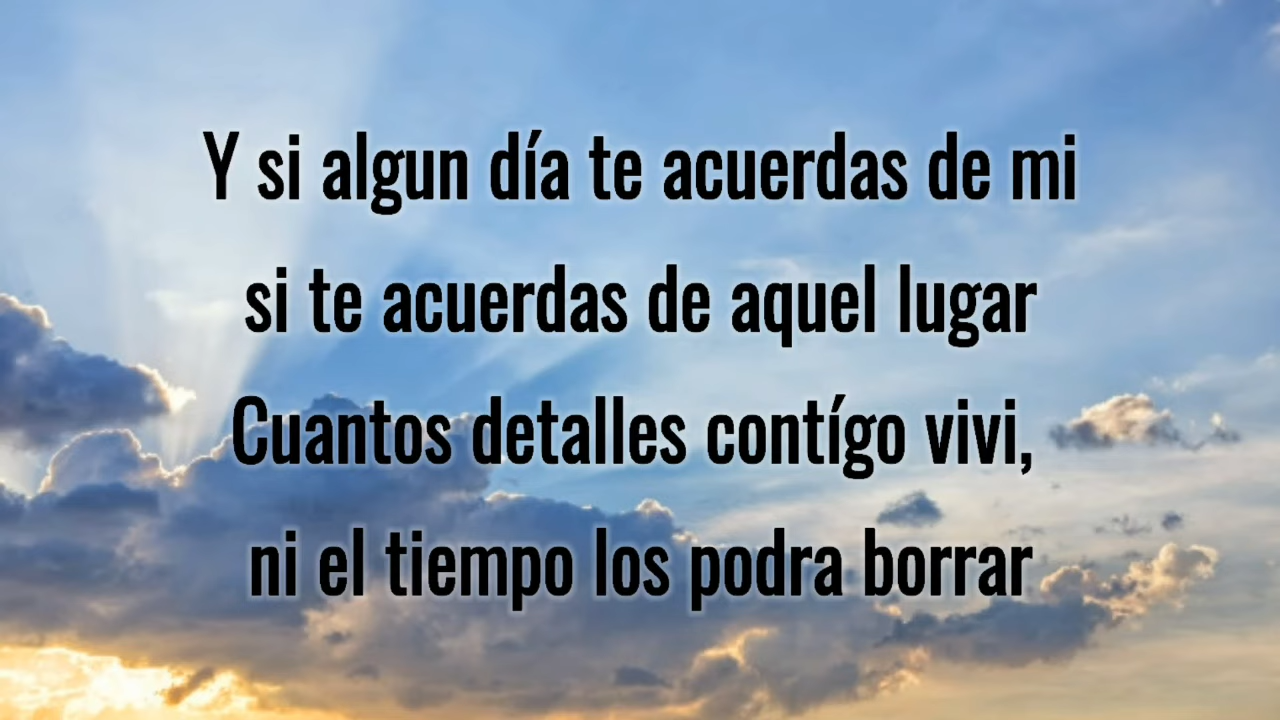 Y si algun día te acuerdas de mi
si te acuerdas de aquel lugar
Cuantos detalles contígo vivi,
ni el tiempo los podra borrar